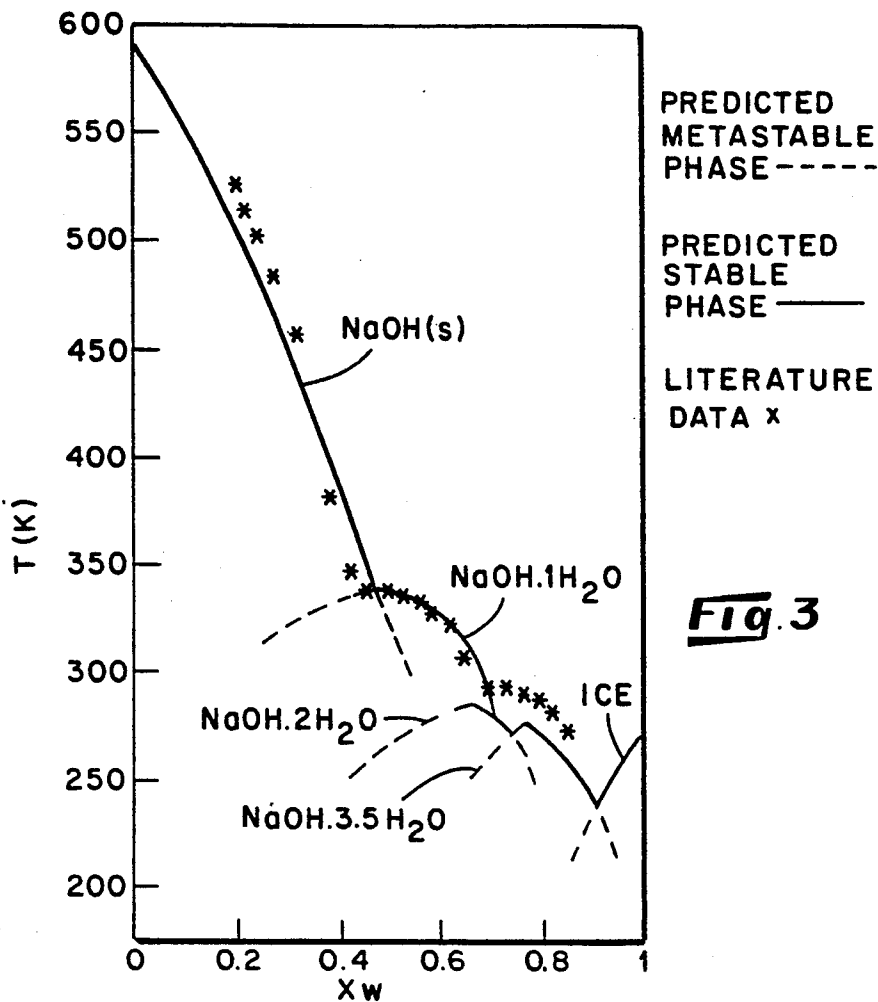 600
550
500
450
400
350
300
250
200
T (K)
0
0.2
0.4
0.6
0.8
1
Xw
NaOH(s)
NaOH.1H₂O
NaOH.2H₂O
NaOH.3.5H₂O
ICE
PREDICTED
METASTABLE
PHASE -----
PREDICTED
STABLE
PHASE ———
LITERATURE
DATA x
Fig. 3